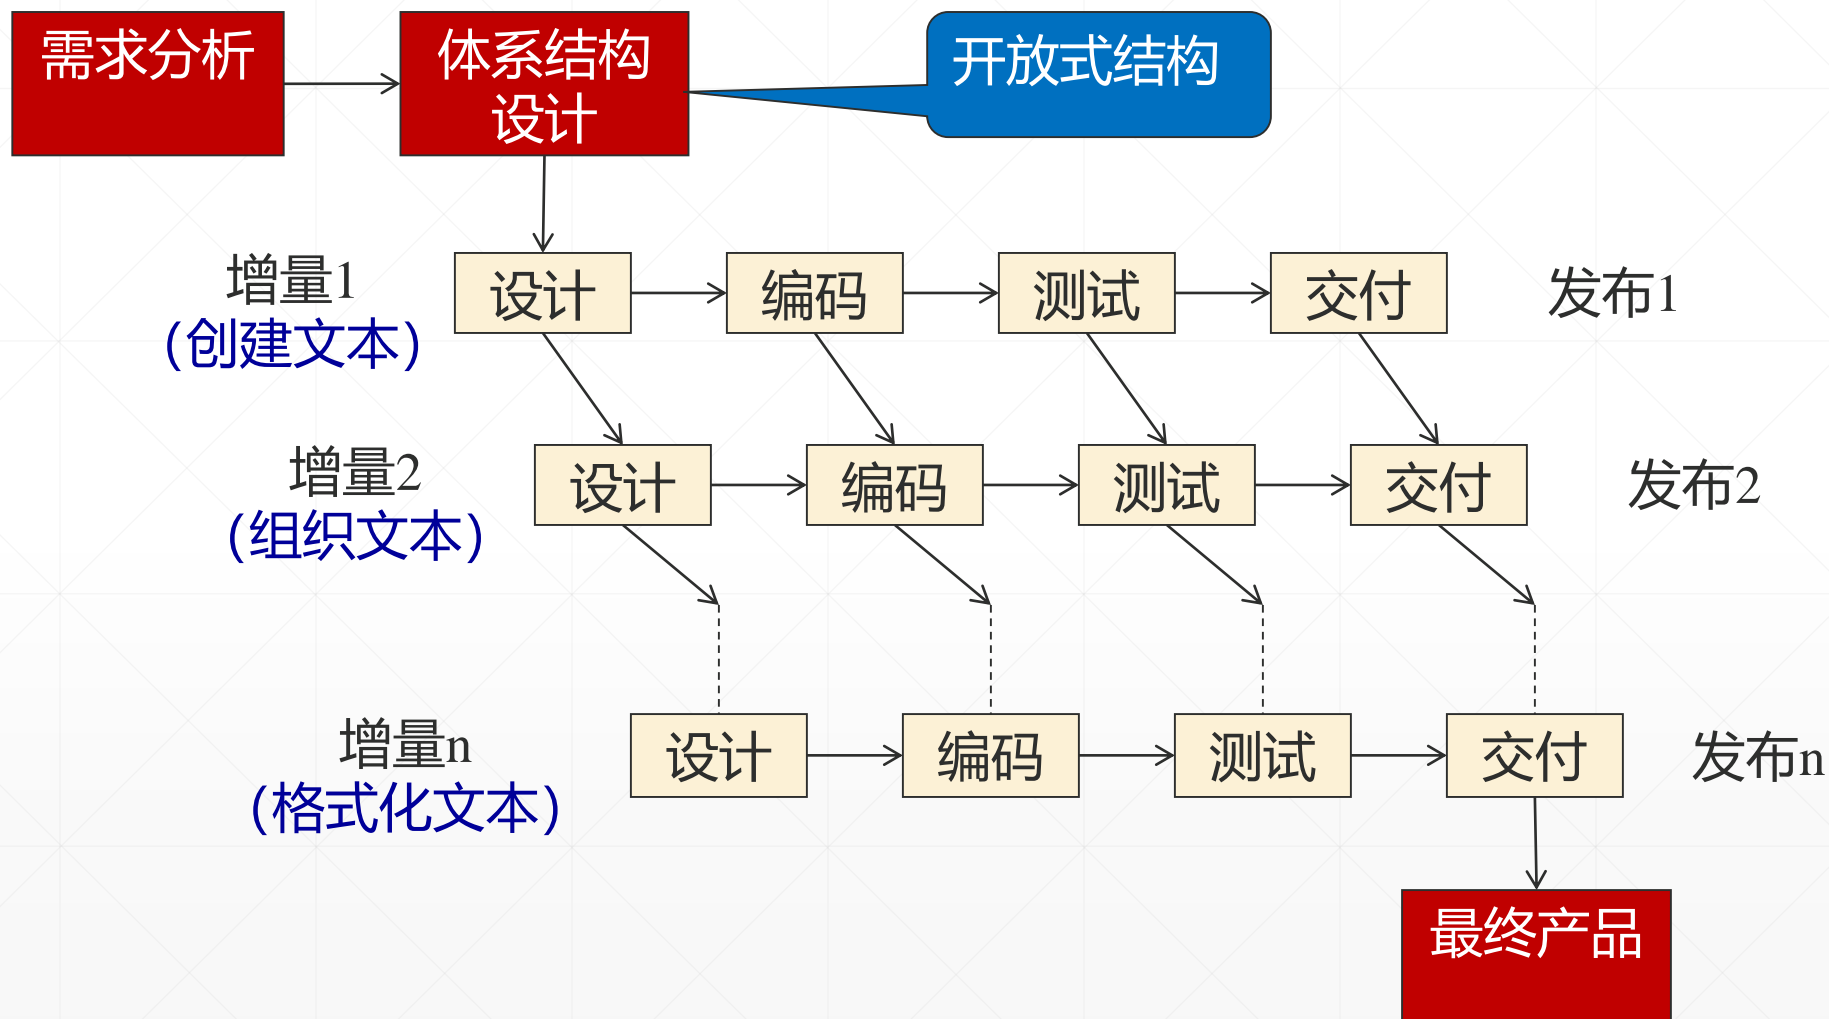 需求分析
体系结构
设计
开放式结构
增量1
(创建文本)
设计
编码
测试
交付
发布1
增量2
(组织文本)
设计
编码
测试
交付
发布2
增量n
(格式化文本)
设计
编码
测试
交付
发布n
最终产品